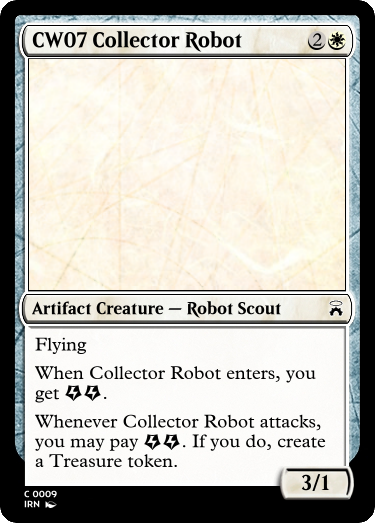 CW07 Collector Robot 2
Artifact Creature — Robot Scout
Flying
When Collector Robot enters, you
get .
Whenever Collector Robot attacks,
you may pay . If you do, create
a Treasure token.
3/1
C 0009
IRN